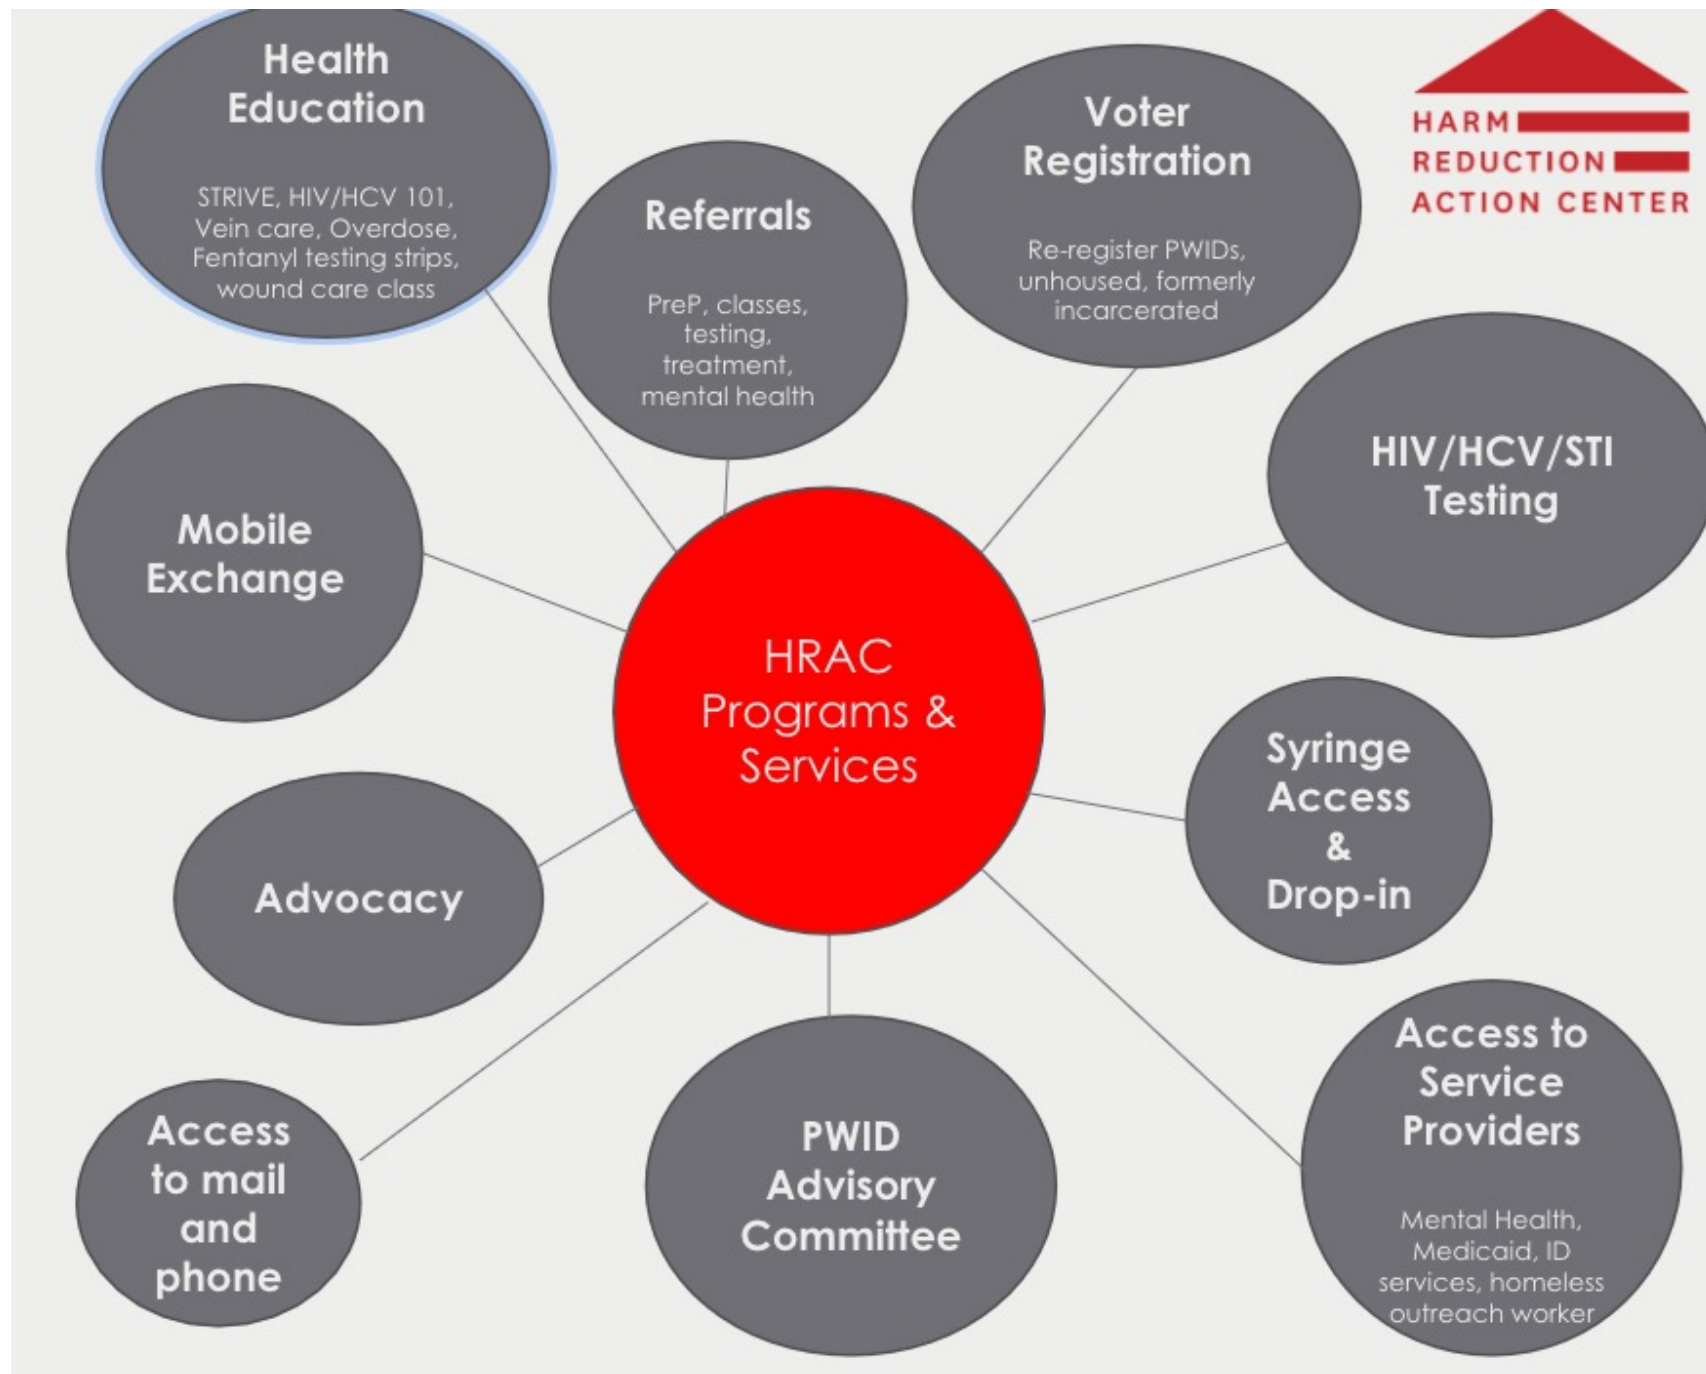 Health
Education
STRIVE, HIV/HCV 101,
Vein care, Overdose,
Fentanyl testing strips,
wound care class
Referrals
PreP, classes,
testing,
treatment,
mental health
Voter
Registration
Re-register PWIDs,
unhoused, formerly
incarcerated
HARM
REDUCTION
ACTION CENTER
HIV/HCV/STI
Testing
Mobile
Exchange
HRAC
Programs &
Services
Syringe
Access
&
Drop-in
Advocacy
Access
to mail
and
phone
PWID
Advisory
Committee
Access to
Service
Providers
Mental Health,
Medicaid, ID
services, homeless
outreach worker